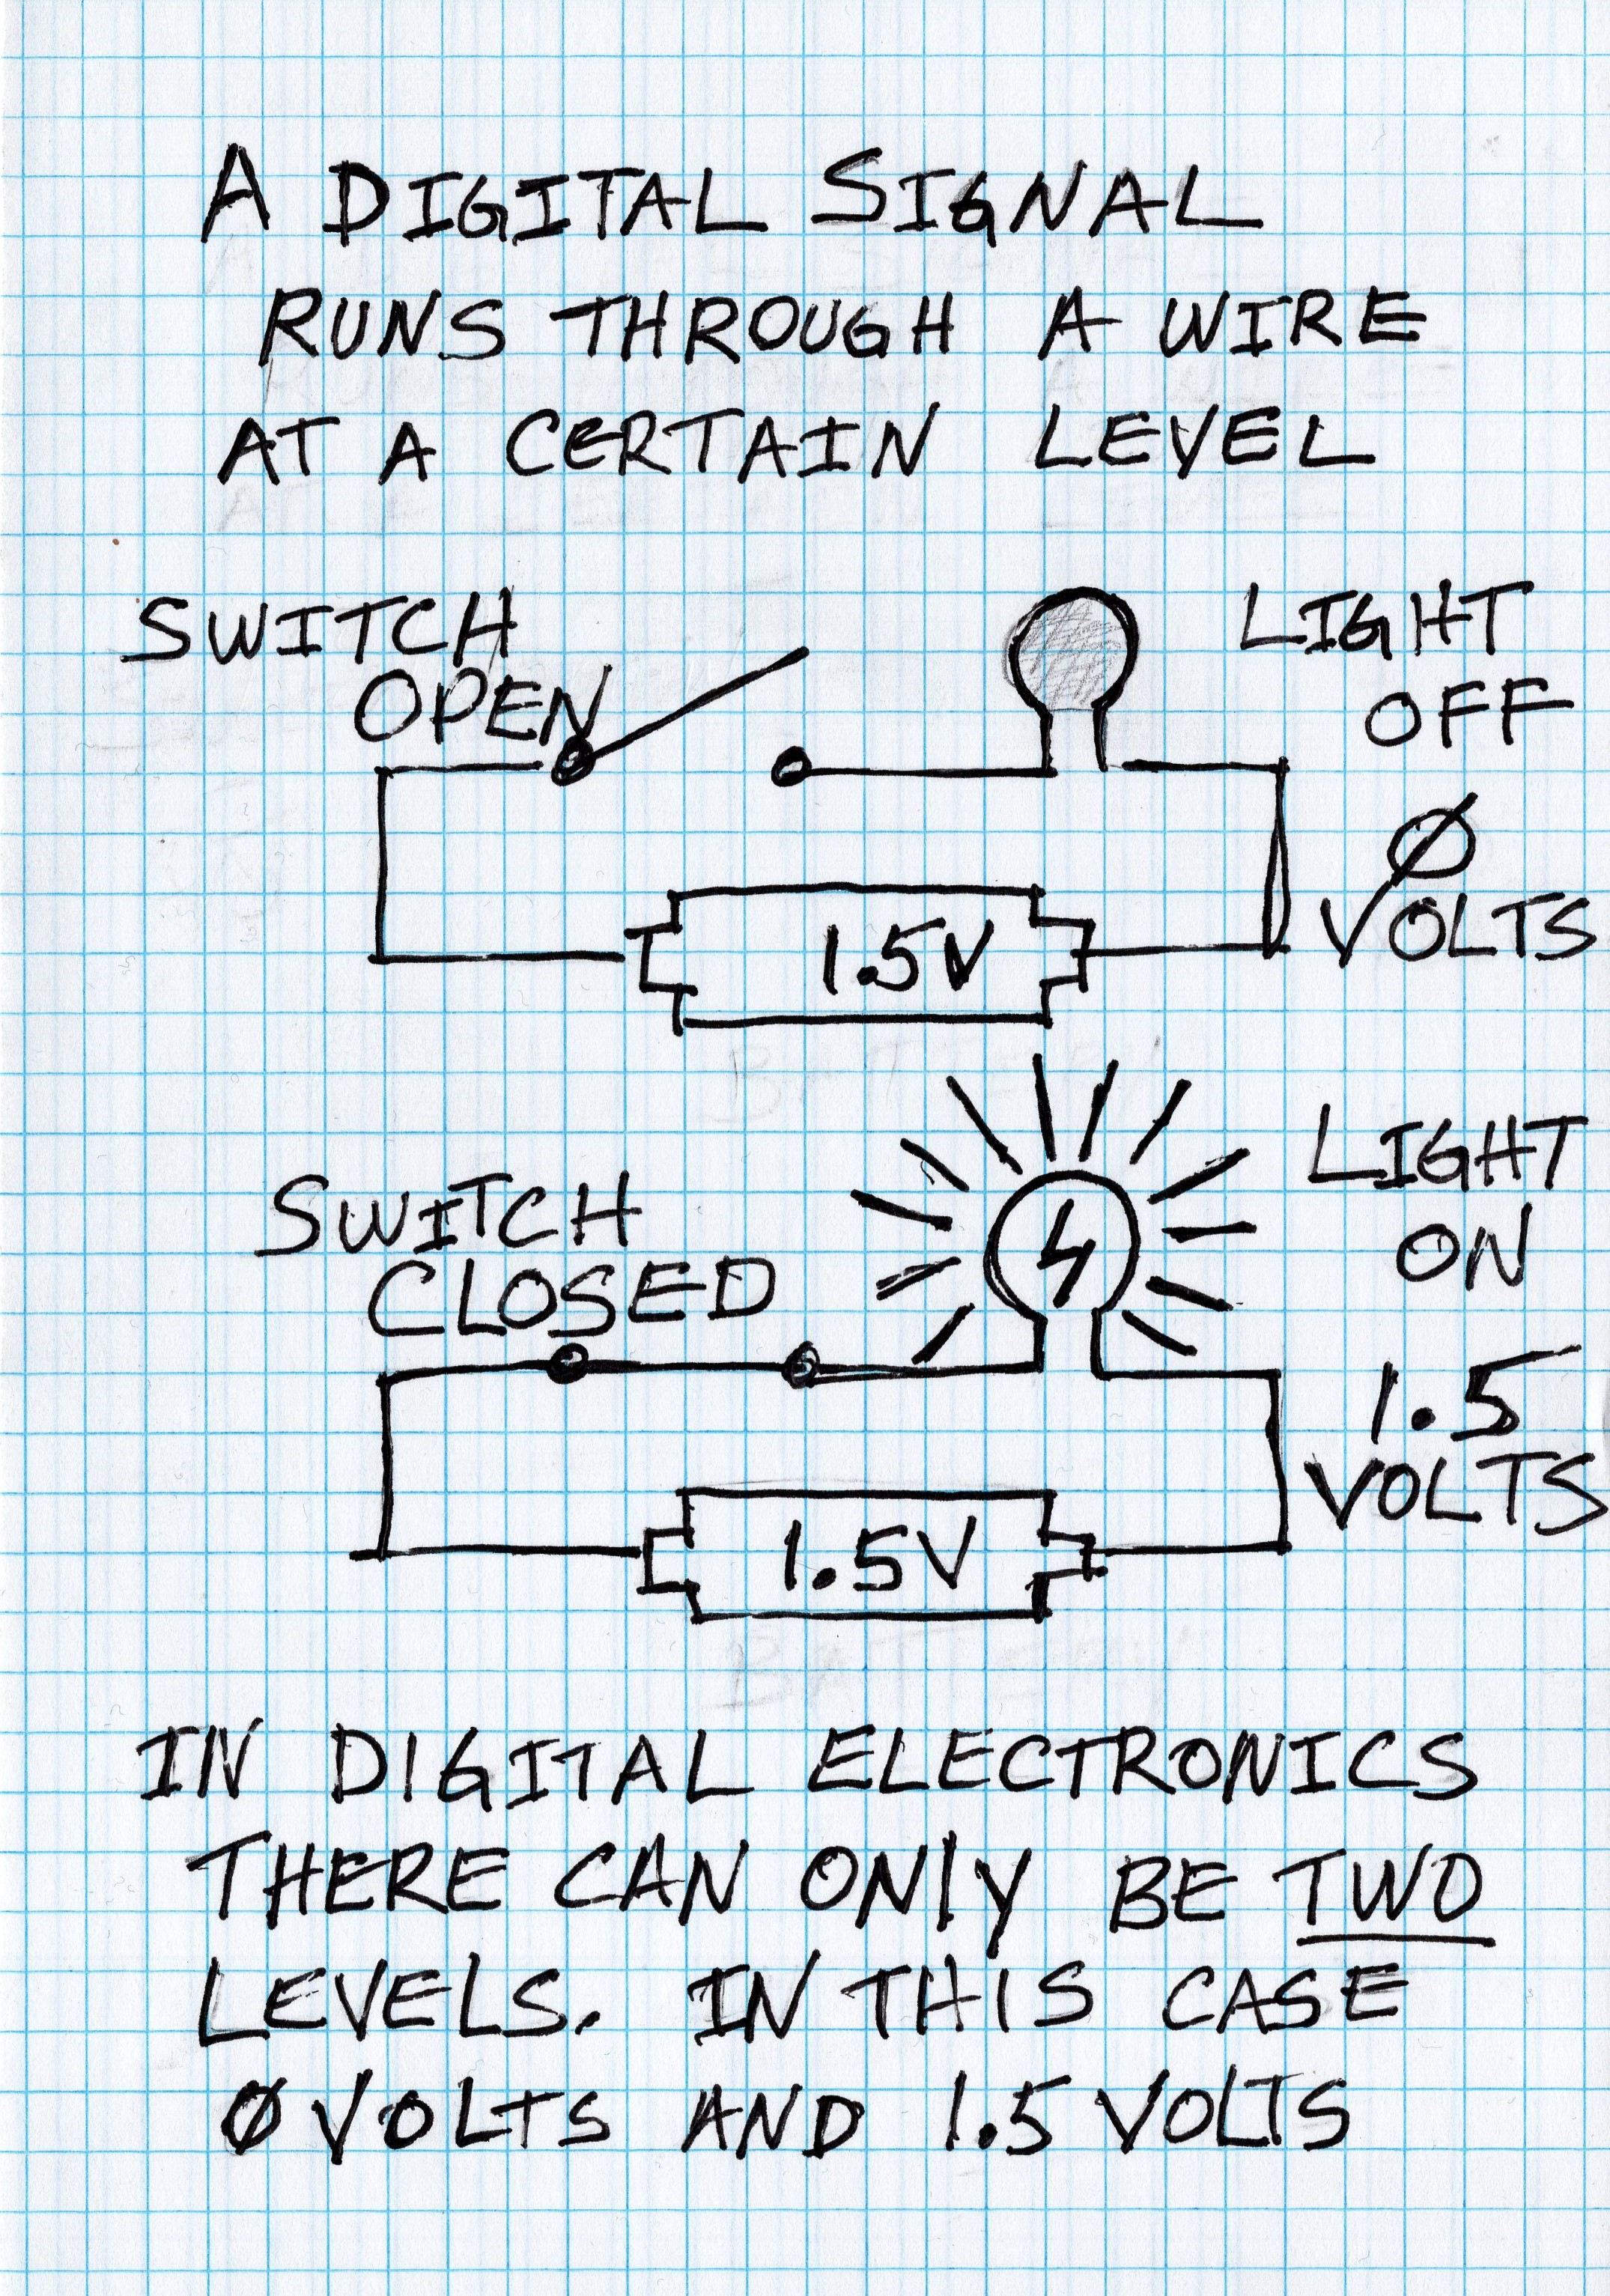 A DIGITAL SIGNAL
RUNS THROUGH A WIRE
AT A CERTAIN LEVEL
SWITCH
OPEN
LIGHT
OFF
Ø
VOLTS
1.5V
SWITCH
CLOSED
LIGHT
ON
1.5
VOLTS
1.5V
IN DIGITAL ELECTRONICS
THERE CAN ONLY BE TWO
LEVELS. IN THIS CASE
Ø VOLTS AND 1.5 VOLTS